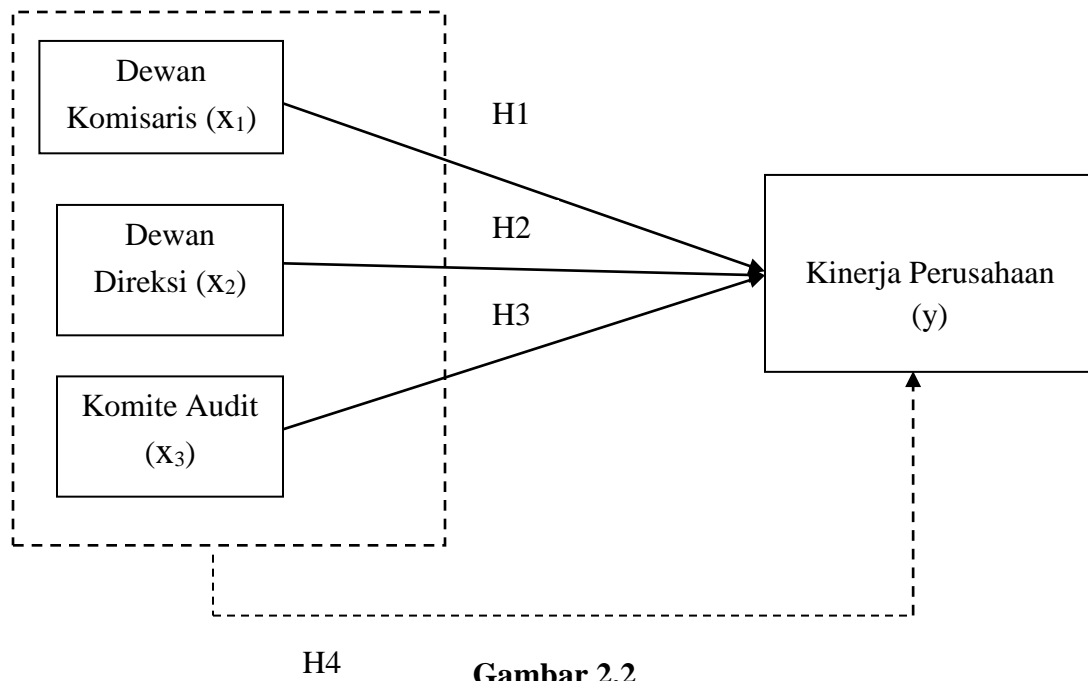 Dewan
Komisaris (x₁)
H1
Dewan
Direksi (x₂)
H2
Kinerja Perusahaan
(y)
H3
Komite Audit
(x₃)
H4
Gambar 2.2